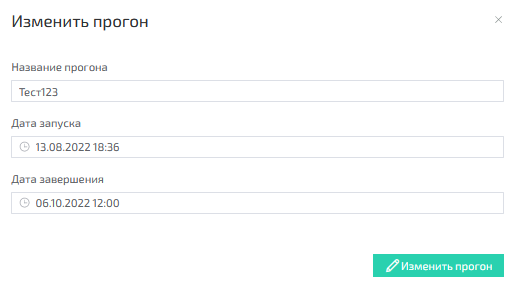 Изменить прогон
Название прогона
Тест123
Дата запуска
13.08.2022 18:36
Дата завершения
06.10.2022 12:00
Изменить прогон